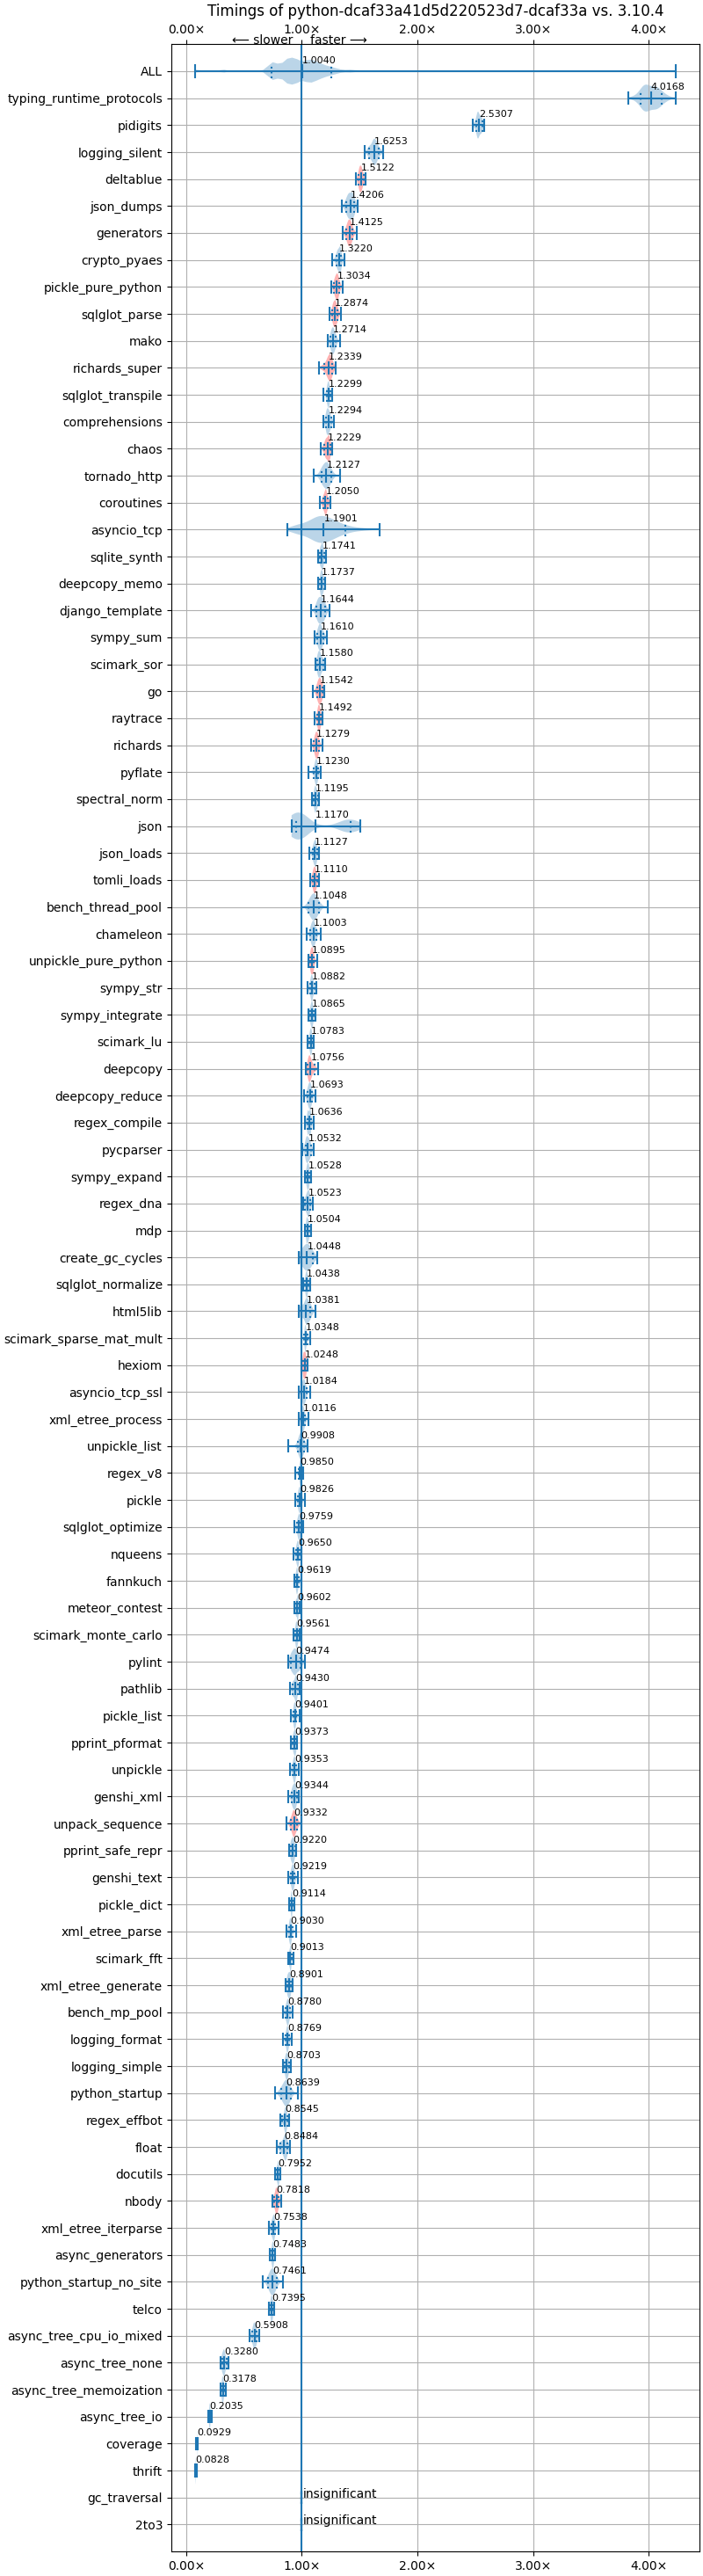 Timings of python-dcaf33a41d5d220523d7-dcaf33a vs. 3.10.4
0.00× 1.00× 2.00× 3.00× 4.00×
← slower faster →
ALL 1.0040
typing_runtime_protocols 4.0168
pidigits 2.5307
logging_silent 1.6253
deltablue 1.5122
json_dumps 1.4206
generators 1.4125
crypto_pyaes 1.3220
pickle_pure_python 1.3034
sqlglot_parse 1.2874
mako 1.2714
richards_super 1.2339
sqlglot_transpile 1.2299
comprehensions 1.2294
chaos 1.2229
tornado_http 1.2127
coroutines 1.2050
asyncio_tcp 1.1901
sqlite_synth 1.1741
deepcopy_memo 1.1737
django_template 1.1644
sympy_sum 1.1610
scimark_sor 1.1580
go 1.1542
raytrace 1.1492
richards 1.1279
pyflate 1.1230
spectral_norm 1.1195
json 1.1170
json_loads 1.1127
tomli_loads 1.1110
bench_thread_pool 1.1048
chameleon 1.1003
unpickle_pure_python 1.0895
sympy_str 1.0882
sympy_integrate 1.0865
scimark_lu 1.0783
deepcopy 1.0756
deepcopy_reduce 1.0693
regex_compile 1.0636
pycparser 1.0532
sympy_expand 1.0528
regex_dna 1.0523
mdp 1.0504
create_gc_cycles 1.0448
sqlglot_normalize 1.0438
html5lib 1.0381
scimark_sparse_mat_mult 1.0348
hexiom 1.0248
asyncio_tcp_ssl 1.0184
xml_etree_process 1.0116
unpickle_list 0.9908
regex_v8 0.9850
pickle 0.9826
sqlglot_optimize 0.9759
nqueens 0.9650
fannkuch 0.9619
meteor_contest 0.9602
scimark_monte_carlo 0.9561
pylint 0.9474
pathlib 0.9430
pickle_list 0.9401
pprint_pformat 0.9373
unpickle 0.9353
genshi_xml 0.9344
unpack_sequence 0.9332
pprint_safe_repr 0.9220
genshi_text 0.9219
pickle_dict 0.9114
xml_etree_parse 0.9030
scimark_fft 0.9013
xml_etree_generate 0.8901
bench_mp_pool 0.8780
logging_format 0.8769
logging_simple 0.8703
python_startup 0.8639
regex_effbot 0.8545
float 0.8484
docutils 0.7952
nbody 0.7818
xml_etree_iterparse 0.7538
async_generators 0.7483
python_startup_no_site 0.7461
telco 0.7395
async_tree_cpu_io_mixed 0.5908
async_tree_none 0.3280
async_tree_memoization 0.3178
async_tree_io 0.2035
coverage 0.0929
thrift 0.0828
gc_traversal insignificant
2to3 insignificant
0.00× 1.00× 2.00× 3.00× 4.00×